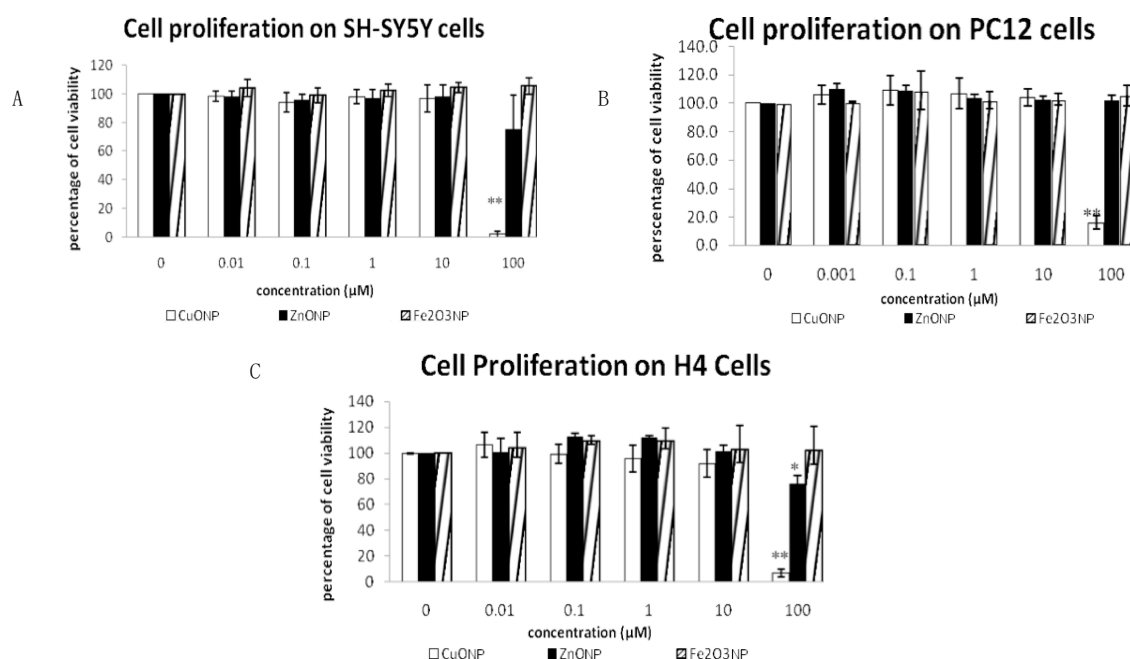 A
Cell proliferation on SH-SY5Y cells
percentage of cell viability
120
100
80
60
40
20
0
**
0 0.01 0.1 1 10 100
concentration (µM)
CuONP ZnONP Fe2O3NP
B
Cell proliferation on PC12 cells
perscentage of cell viability
140.0
120.0
100.0
80.0
60.0
40.0
20.0
0.0
**
0 0.001 0.1 1 10 100
concentration (µM)
CuONP ZnONP Fe2O3NP
C
Cell Proliferation on H4 Cells
percentage of cell viability
140
120
100
80
60
40
20
0
*
**
0 0.01 0.1 1 10 100
concentration (µM)
CuONP ZnONP Fe2O3NP